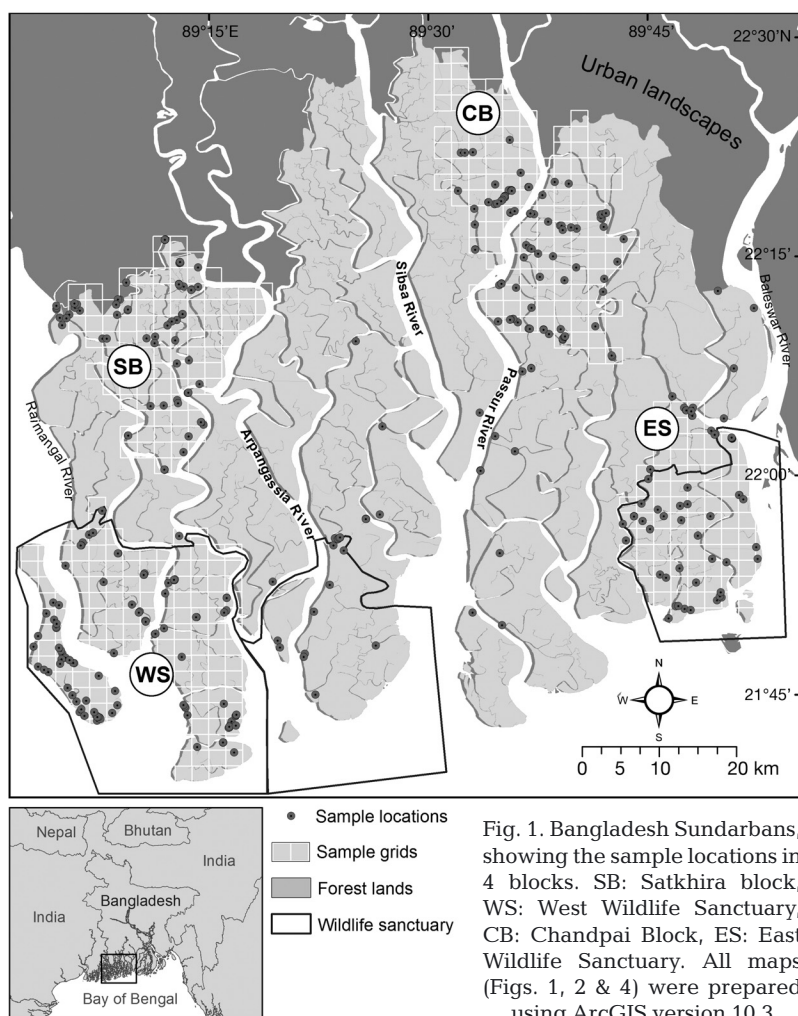 89°15′E
89°30′
89°45′
22°30′N
Urban landscapes
CB
22°15′
Sibsa River
Baleswar River
SB
Passur River
Raimangal River
Arpangassia River
ES
22°00′
WS
N
W E
S
21°45′
0 5 10 20 km
Nepal
Bhutan
India
India
Bangladesh
Bay of Bengal
Sample locations
Sample grids
Forest lands
Wildlife sanctuary
Fig. 1. Bangladesh Sundarbans,
showing the sample locations in
4 blocks. SB: Satkhira block,
WS: West Wildlife Sanctuary,
CB: Chandpai Block, ES: East
Wildlife Sanctuary. All maps
(Figs. 1, 2 & 4) were prepared
using ArcGIS version 10.3